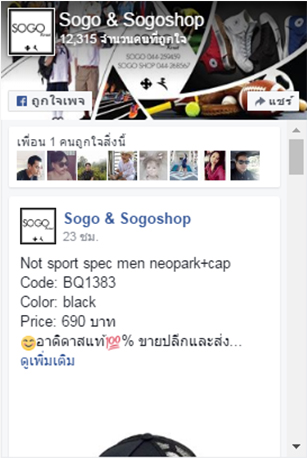 Sogo & Sogoshop
12,315 จำนวนคนที่ถูกใจ
SOGO
SOGO 044-259439
SOGO SHOP 044-268567
ถูกใจเพจ
แชร์
เพื่อน 1 คนถูกใจสิ่งนี้
SOGO
Sogo & Sogoshop
23 ชม.
Not sport spec men neopark+cap
Code: BQ1383
Color: black
Price: 690 บาท
😊อาดิดาสแท้💯% ขายปลีกและส่ง...
ดูเพิ่มเติม